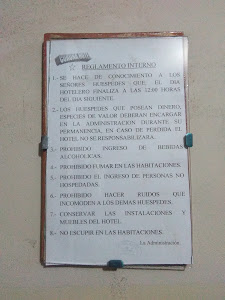 REGLAMENTO INTERNO
1.- SE HACE DE CONOCIMIENTO A LOS
SEÑORES HUESPEDES QUE, EL DIA
HOTELERO FINALIZA A LAS 12:00 HORAS
DEL DIA SIGUIENTE.
2.- LOS HUESPEDES QUE POSEAN DINERO,
ESPECIES DE VALOR DEBERAN ENCARGAR
EN LA ADMINISTRACION DURANTE SU
PERMANENCIA, EN CASO DE PERDIDA EL
HOTEL NO SE RESPONSABILIZARA.
3.- PROHIBIDO INGRESO DE BEBIDAS
ALCOHOLICAS.
4.- PROHIBIDO FUMAR EN LAS HABITACIONES.
5.- PROHIBIDO EL INGRESO DE PERSONAS NO
HOSPEDADAS.
6.- PROHIBIDO HACER RUIDOS QUE
INCOMODEN A LOS DEMAS HUESPEDES.
7.- CONSERVAR LAS INSTALACIONES Y
MUEBLES DEL HOTEL.
8.- NO ESCUPIR EN LAS HABITACIONES.
La Administración